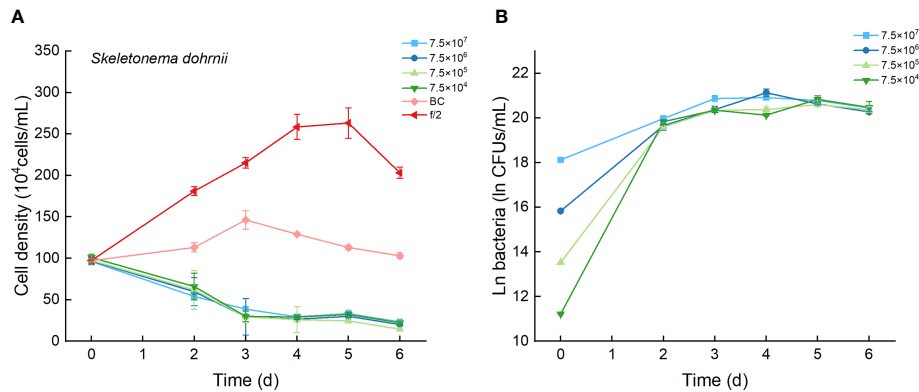 A
Skeletonema dohrnii
Cell density (10⁴cells/mL)
350
300
250
200
150
100
50
0
0 1 2 3 4 5 6
Time (d)
7.5×10⁷
7.5×10⁶
7.5×10⁵
7.5×10⁴
BC
f/2
B
Ln bacteria (ln CFUs/mL)
22
20
18
16
14
12
10
0 1 2 3 4 5 6
Time (d)
7.5×10⁷
7.5×10⁶
7.5×10⁵
7.5×10⁴